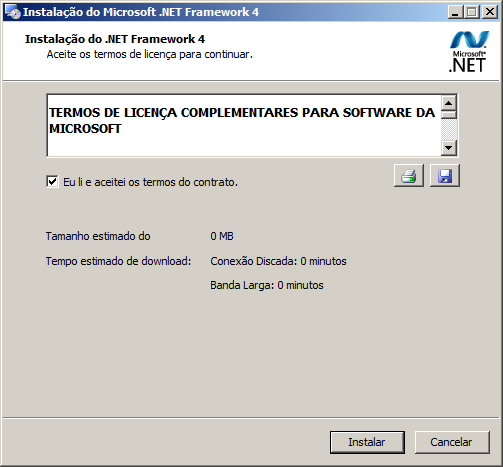 Instalação do Microsoft .NET Framework 4
Instalação do .NET Framework 4
Aceite os termos de licença para continuar.
Microsoft®
.NET
TERMOS DE LICENÇA COMPLEMENTARES PARA SOFTWARE DA
MICROSOFT
Eu li e aceitei os termos do contrato.
Tamanho estimado do 0 MB
Tempo estimado de download: Conexão Discada: 0 minutos
Banda Larga: 0 minutos
Instalar Cancelar